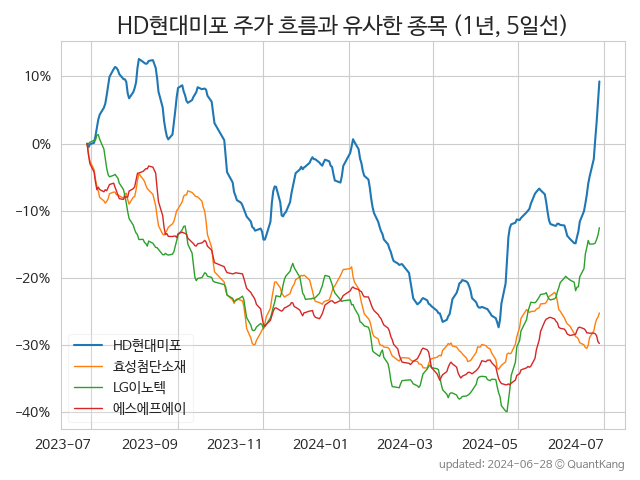 HD현대미포 주가 흐름과 유사한 종목 (1년, 5일선)
10%
0%
−10%
−20%
−30%
−40%
HD현대미포
효성첨단소재
LG이노텍
에스에프에이
2023-07
2023-09
2023-11
2024-01
2024-03
2024-05
2024-07
updated: 2024-06-28 © QuantKang